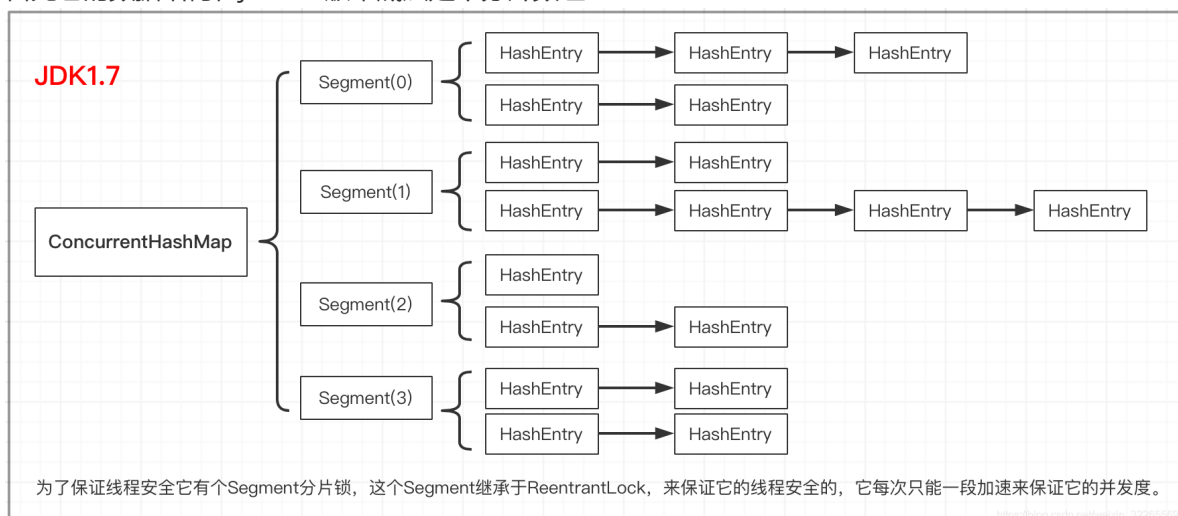 JDK1.7
HashEntry HashEntry HashEntry
Segment(0)
HashEntry HashEntry
HashEntry HashEntry
Segment(1)
HashEntry HashEntry HashEntry HashEntry
ConcurrentHashMap
HashEntry
Segment(2)
HashEntry HashEntry
HashEntry HashEntry
Segment(3)
HashEntry HashEntry
为了保证线程安全它有个Segment分片锁，这个Segment继承于ReentrantLock，来保证它的线程安全的，它每次只能一段加速来保证它的并发度。